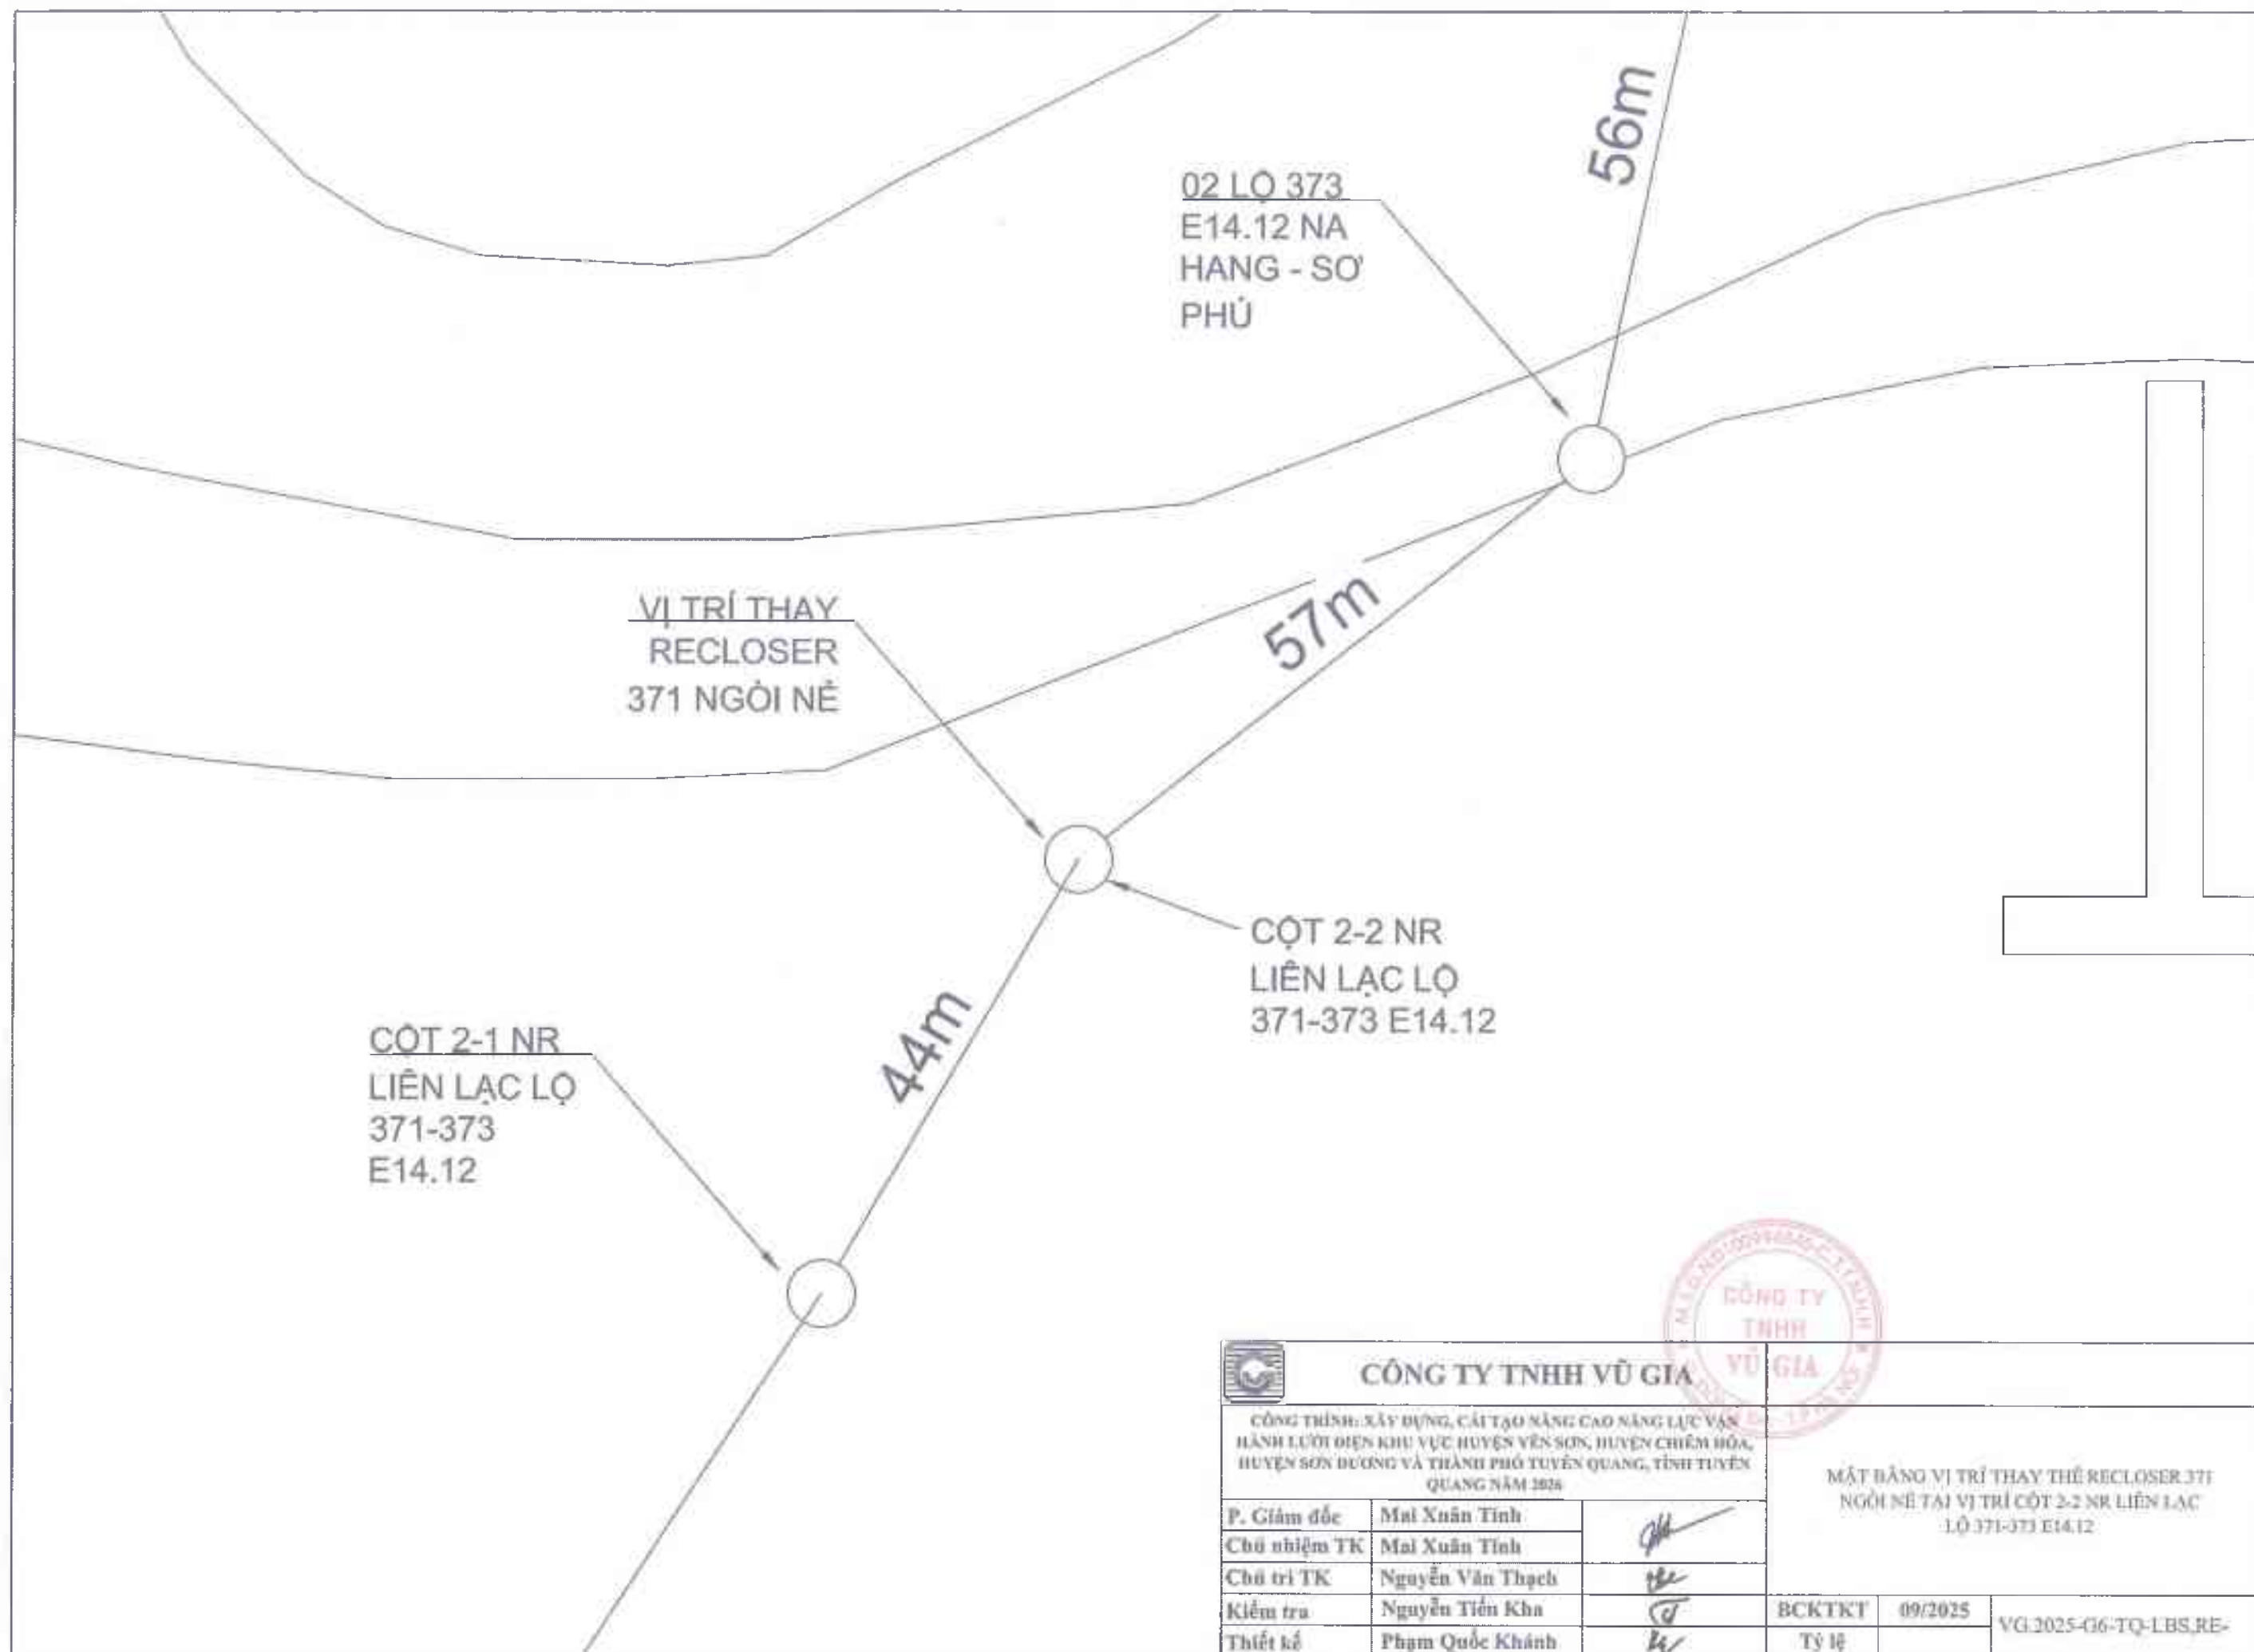 56m
02 LỘ 373
E14.12 NA
HANG - SƠ
PHÚ
VỊ TRÍ THAY
RECLOSER
371 NGÒI NẺ
57m
CỘT 2-2 NR
LIÊN LẠC LỘ
371-373 E14.12
44m
CỘT 2-1 NR
LIÊN LẠC LỘ
371-373
E14.12
CÔNG TY
TNHH
VŨ GIA
CÔNG TY TNHH VŨ GIA
CÔNG TRÌNH: XÂY DỰNG, CẢI TẠO NÂNG CAO NĂNG LỰC VẬN
HÀNH LƯỚI ĐIỆN KHU VỰC HUYỆN YÊN SƠN, HUYỆN CHIÊM HÓA,
HUYỆN SƠN DƯƠNG VÀ THÀNH PHỐ TUYÊN QUANG, TỈNH TUYÊN
QUANG NĂM 2026
MẶT BẰNG VỊ TRÍ THAY THẾ RECLOSER 371
NGÒI NẺ TẠI VỊ TRÍ CỘT 2-2 NR LIÊN LẠC
LỘ 371-373 E14.12
P. Giám đốc Mai Xuân Tình
Chủ nhiệm TK Mai Xuân Tình
Chủ trì TK Nguyễn Văn Thạch
Kiểm tra Nguyễn Tiến Kha BCKTKT 09/2025
VG.2025-G6-TQ-LBS,RE-
Thiết kế Phạm Quốc Khánh Tỷ lệ